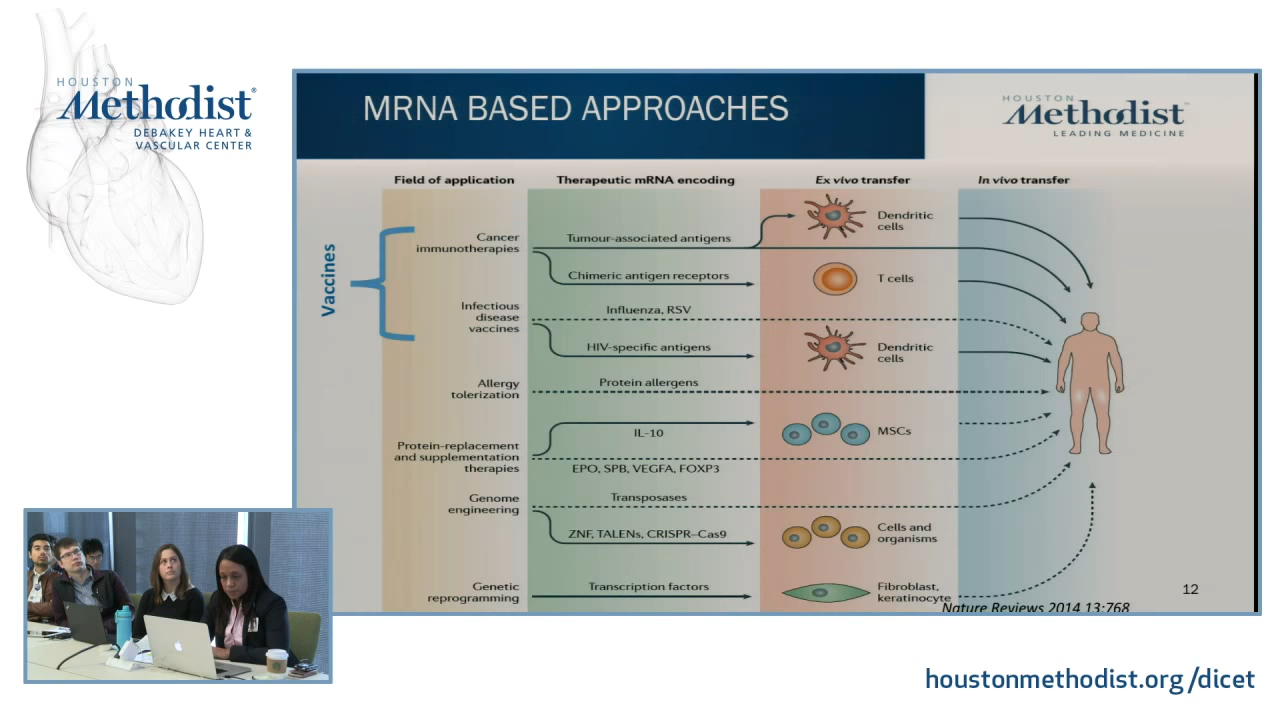 HOUSTON
Methodist®
DEBAKEY HEART &
VASCULAR CENTER
MRNA BASED APPROACHES
HOUSTON
Methodist
LEADING MEDICINE
Field of application
Therapeutic mRNA encoding
Ex vivo transfer
In vivo transfer
Vaccines
Cancer
immunotherapies
Tumour-associated antigens
Dendritic
cells
Chimeric antigen receptors
T cells
Infectious
disease
vaccines
Influenza, RSV
HIV-specific antigens
Dendritic
cells
Allergy
tolerization
Protein allergens
Protein-replacement
and supplementation
therapies
IL-10
MSCs
EPO, SPB, VEGFA, FOXP3
Genome
engineering
Transposases
ZNF, TALENs, CRISPR–Cas9
Cells and
organisms
Genetic
reprogramming
Transcription factors
Fibroblast,
keratinocyte
12
Nature Reviews 2014 13:768
houstonmethodist.org/dicet